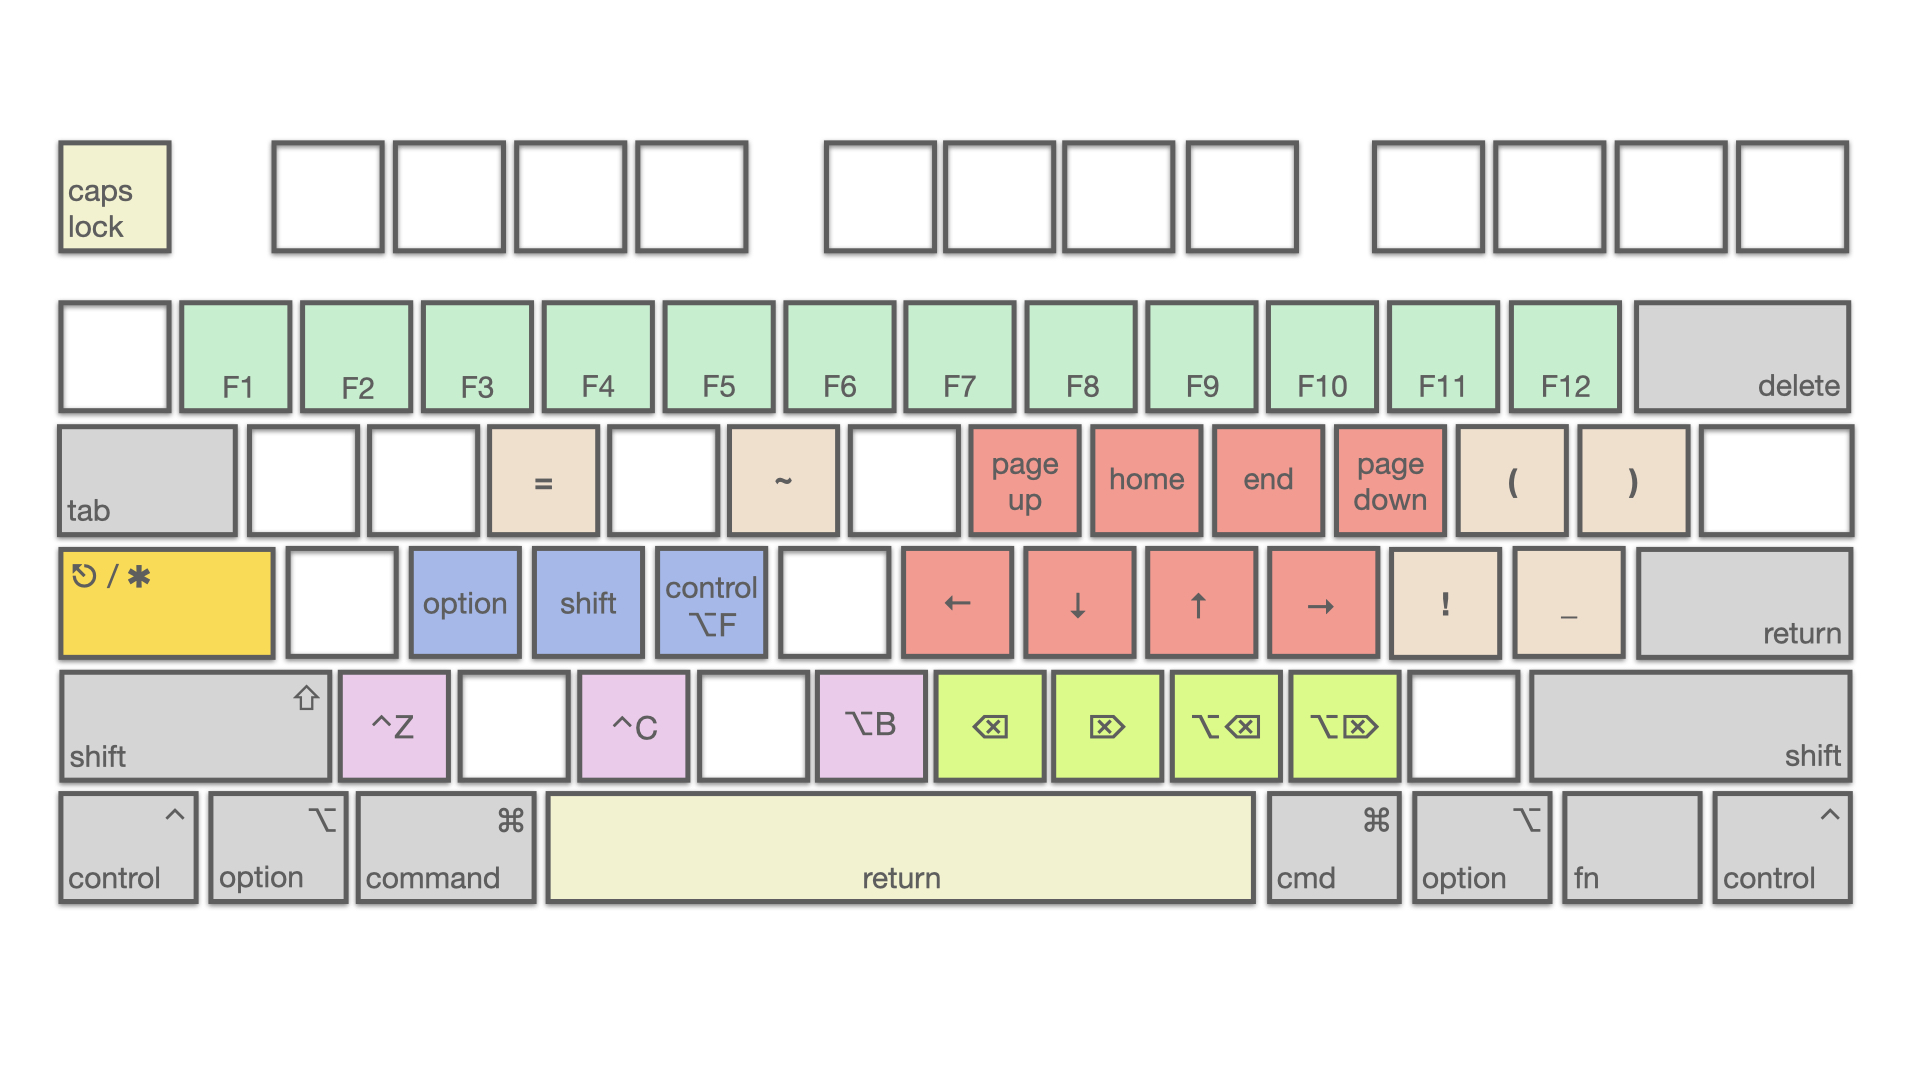 caps
lock
F1 F2 F3 F4 F5 F6 F7 F8 F9 F10 F11 F12 delete
tab = ~ page up home end page down ( )
⎋ / ✱ option shift control ⌥F ← ↓ ↑ → ! _ return
shift ⇧ ^Z ^C ⌥B ⌫ ⌦ ⌥⌫ ⌥⌦ shift
control ^ option ⌥ command ⌘ return cmd ⌘ option ⌥ fn control ^